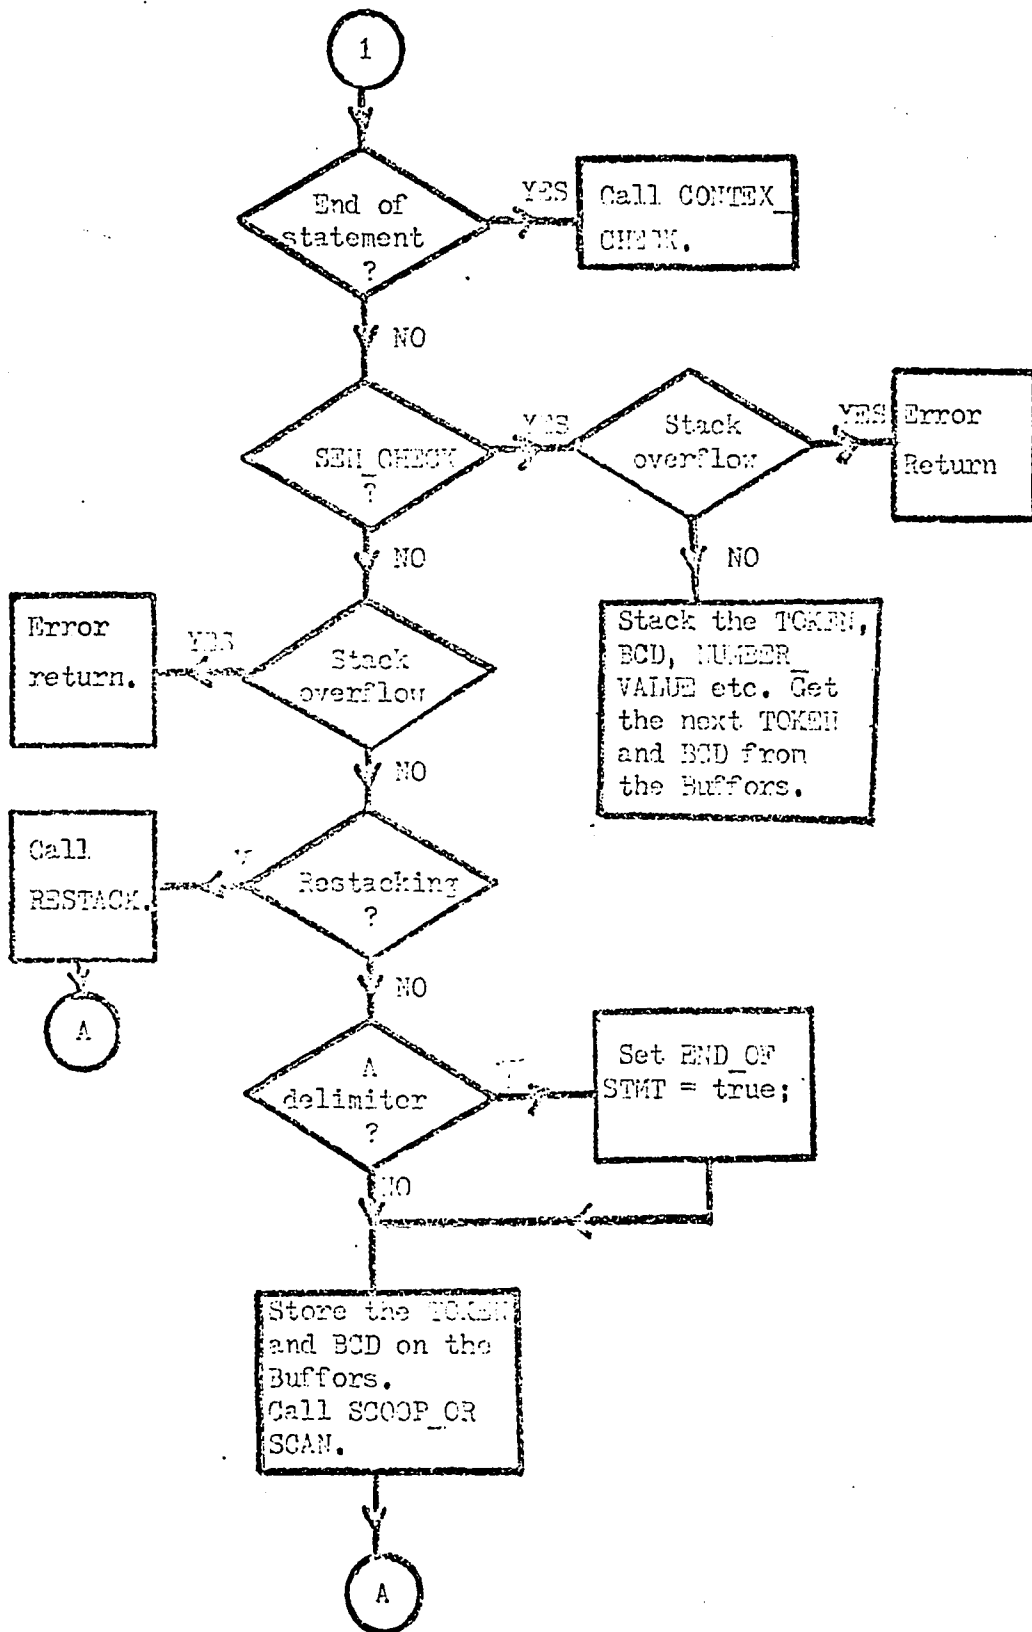 1
End of
statement
?
YES
Call CONTEX_
CHECK.
NO
SEM_CHECK
?
YES
Stack
overflow
YES
Error
Return
NO
Stack the TOKEN,
BCD, NUMBER_
VALUE etc. Get
the next TOKEN
and BCD from
the Buffors.
NO
Stack
overflow
YES
Error
return.
NO
Restacking
?
Call
RESTACK.
A
NO
A
delimiter
?
Set END_OF
STMT = true;
NO
Store the TOKEN
and BCD on the
Buffors.
Call SCOOP_OR
SCAN.
A